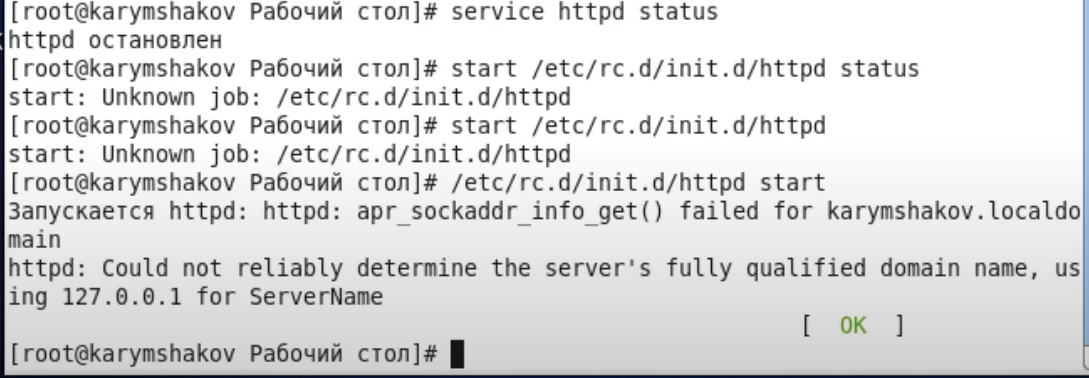 [root@karymshakov Рабочий стол]# service httpd status
httpd остановлен
[root@karymshakov Рабочий стол]# start /etc/rc.d/init.d/httpd status
start: Unknown job: /etc/rc.d/init.d/httpd
[root@karymshakov Рабочий стол]# start /etc/rc.d/init.d/httpd
start: Unknown job: /etc/rc.d/init.d/httpd
[root@karymshakov Рабочий стол]# /etc/rc.d/init.d/httpd start
Запускается httpd: httpd: apr_sockaddr_info_get() failed for karymshakov.localdo
main
httpd: Could not reliably determine the server's fully qualified domain name, us
ing 127.0.0.1 for ServerName
[  OK  ]
[root@karymshakov Рабочий стол]#